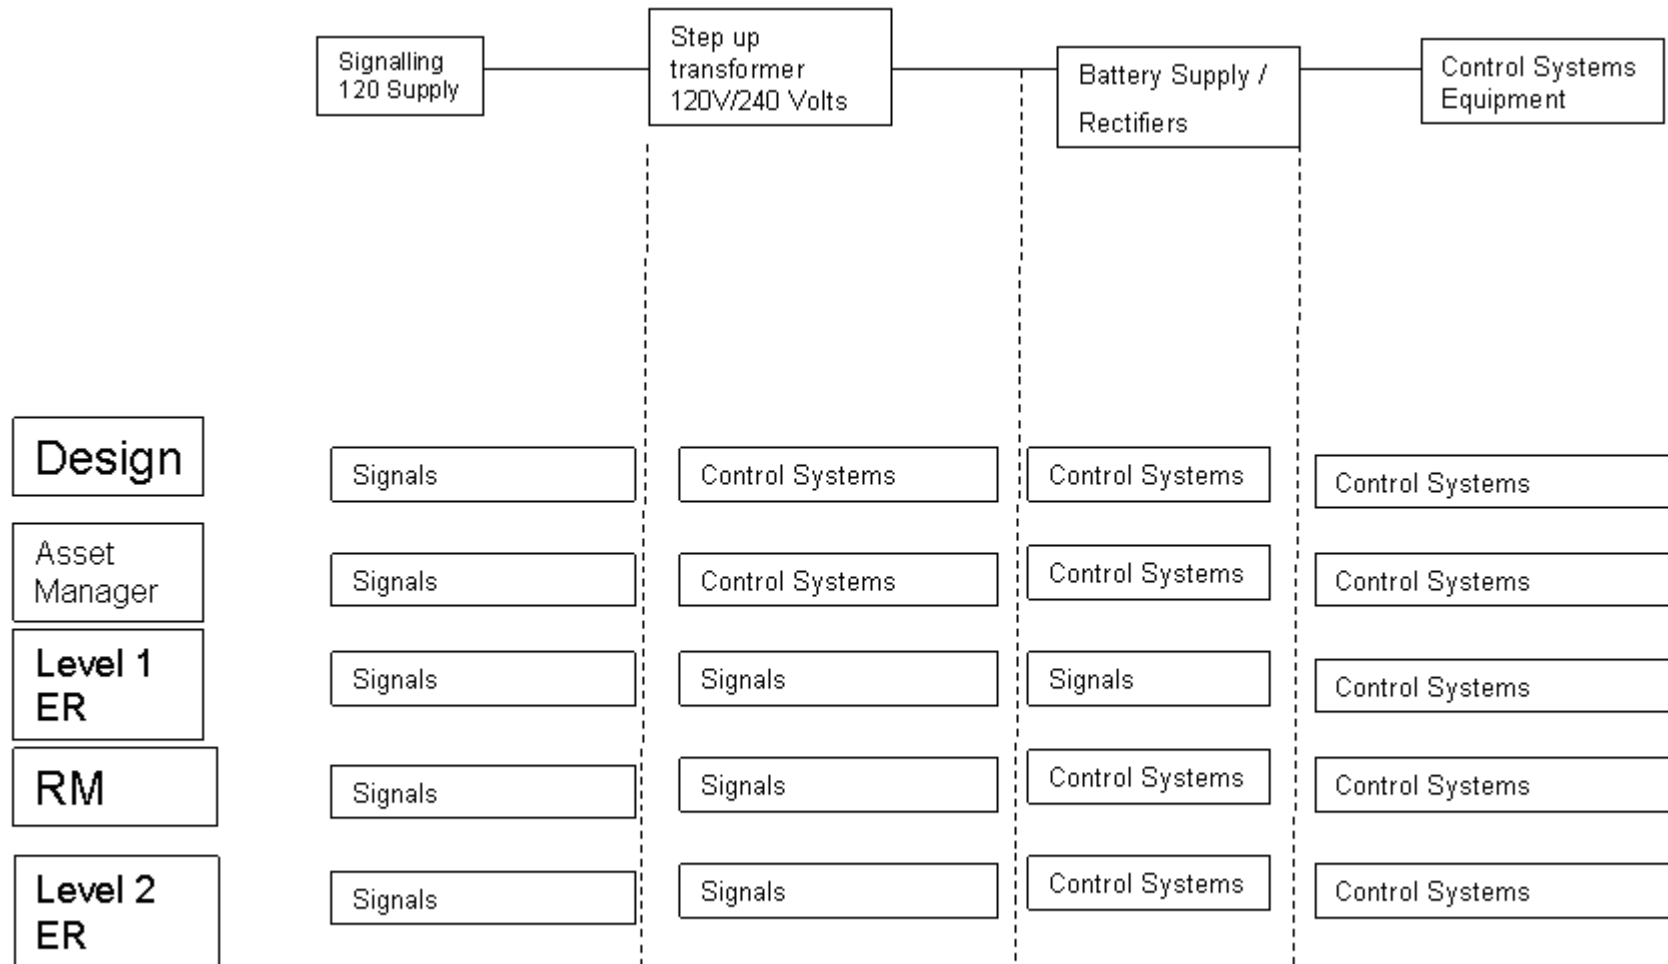 Signalling
120 Supply
Step up
transformer
120V/240 Volts
Battery Supply /
Rectifiers
Control Systems
Equipment
Design
Signals
Control Systems
Control Systems
Control Systems
Asset
Manager
Signals
Control Systems
Control Systems
Control Systems
Level 1
ER
Signals
Signals
Signals
Control Systems
RM
Signals
Signals
Control Systems
Control Systems
Level 2
ER
Signals
Signals
Control Systems
Control Systems